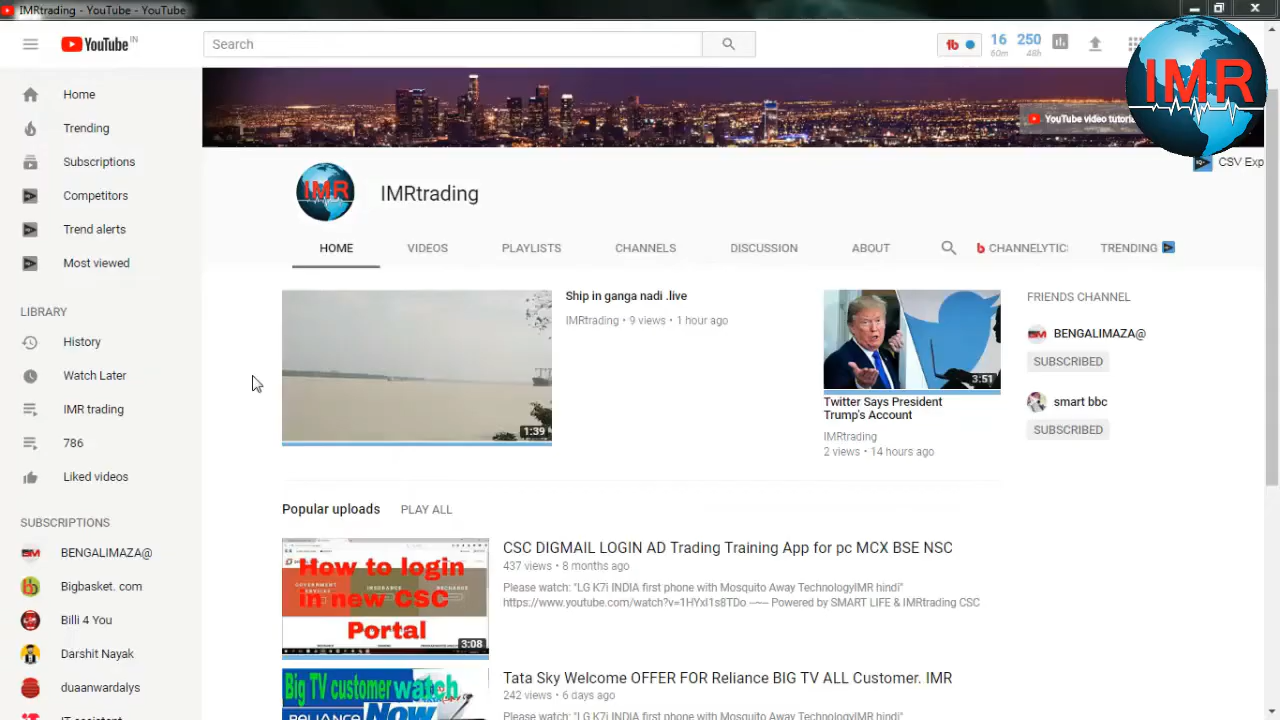 IMRtrading - YouTube - YouTube
YouTube IN
Search
16
60m
250
48h
IMR
YouTube video tutoria
CSV Exp
Home
Trending
Subscriptions
Competitors
Trend alerts
Most viewed
LIBRARY
History
Watch Later
IMR trading
786
Liked videos
SUBSCRIPTIONS
BENGALIMAZA@
Bigbasket. com
Billi 4 You
Darshit Nayak
duaanwardalys
IT assistant
IMR
IMRtrading
HOME
VIDEOS
PLAYLISTS
CHANNELS
DISCUSSION
ABOUT
CHANNELYTIC
TRENDING
1:39
Ship in ganga nadi .live
IMRtrading • 9 views • 1 hour ago
3:51
Twitter Says President
Trump's Account
IMRtrading
2 views • 14 hours ago
FRIENDS CHANNEL
BENGALIMAZA@
SUBSCRIBED
smart bbc
SUBSCRIBED
Popular uploads
PLAY ALL
How to login
in new CSC
Portal
3:08
CSC DIGMAIL LOGIN AD Trading Training App for pc MCX BSE NSC
437 views • 8 months ago
Please watch: "LG K7i INDIA first phone with Mosquito Away TechnologyIMR hindi"
https://www.youtube.com/watch?v=1HYxI1s8TDo -~-~- Powered by SMART LIFE & IMRtrading CSC
Big TV customer watch
RELIANCE Now
Tata Sky Welcome OFFER FOR Reliance BIG TV ALL Customer. IMR
242 views • 6 days ago
Please watch: "LG K7i INDIA first phone with Mosquito Away TechnologyIMR hindi"